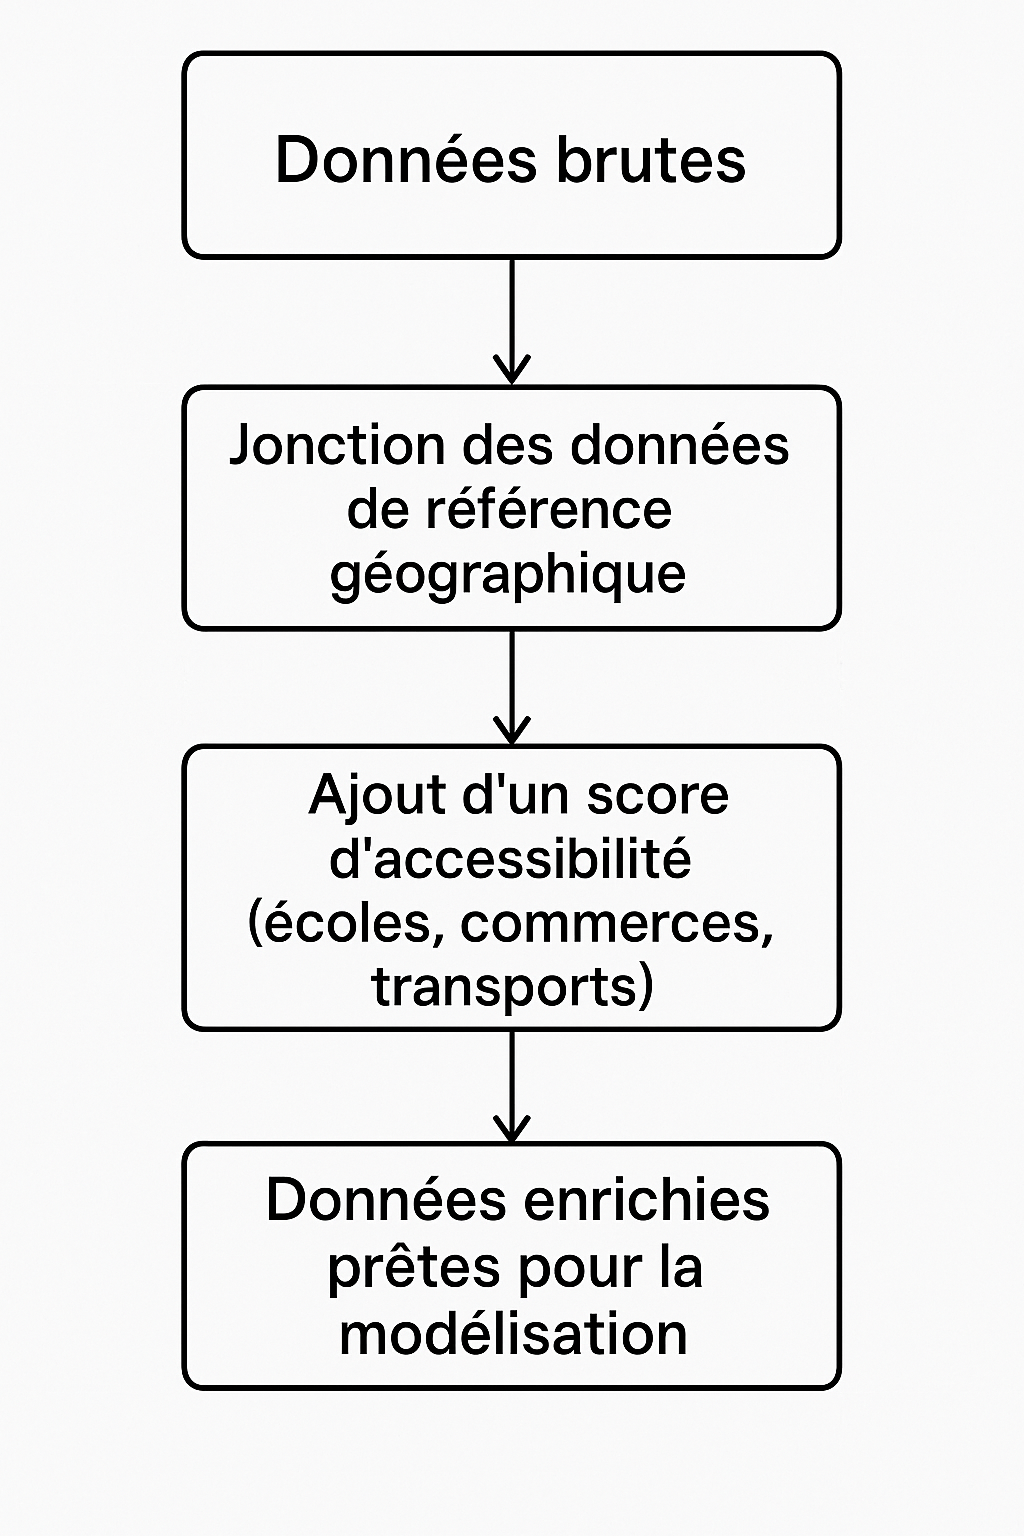 Données brutes
Jonction des données
de référence
géographique
Ajout d'un score
d'accessibilité
(écoles, commerces,
transports)
Données enrichies
prêtes pour la
modélisation